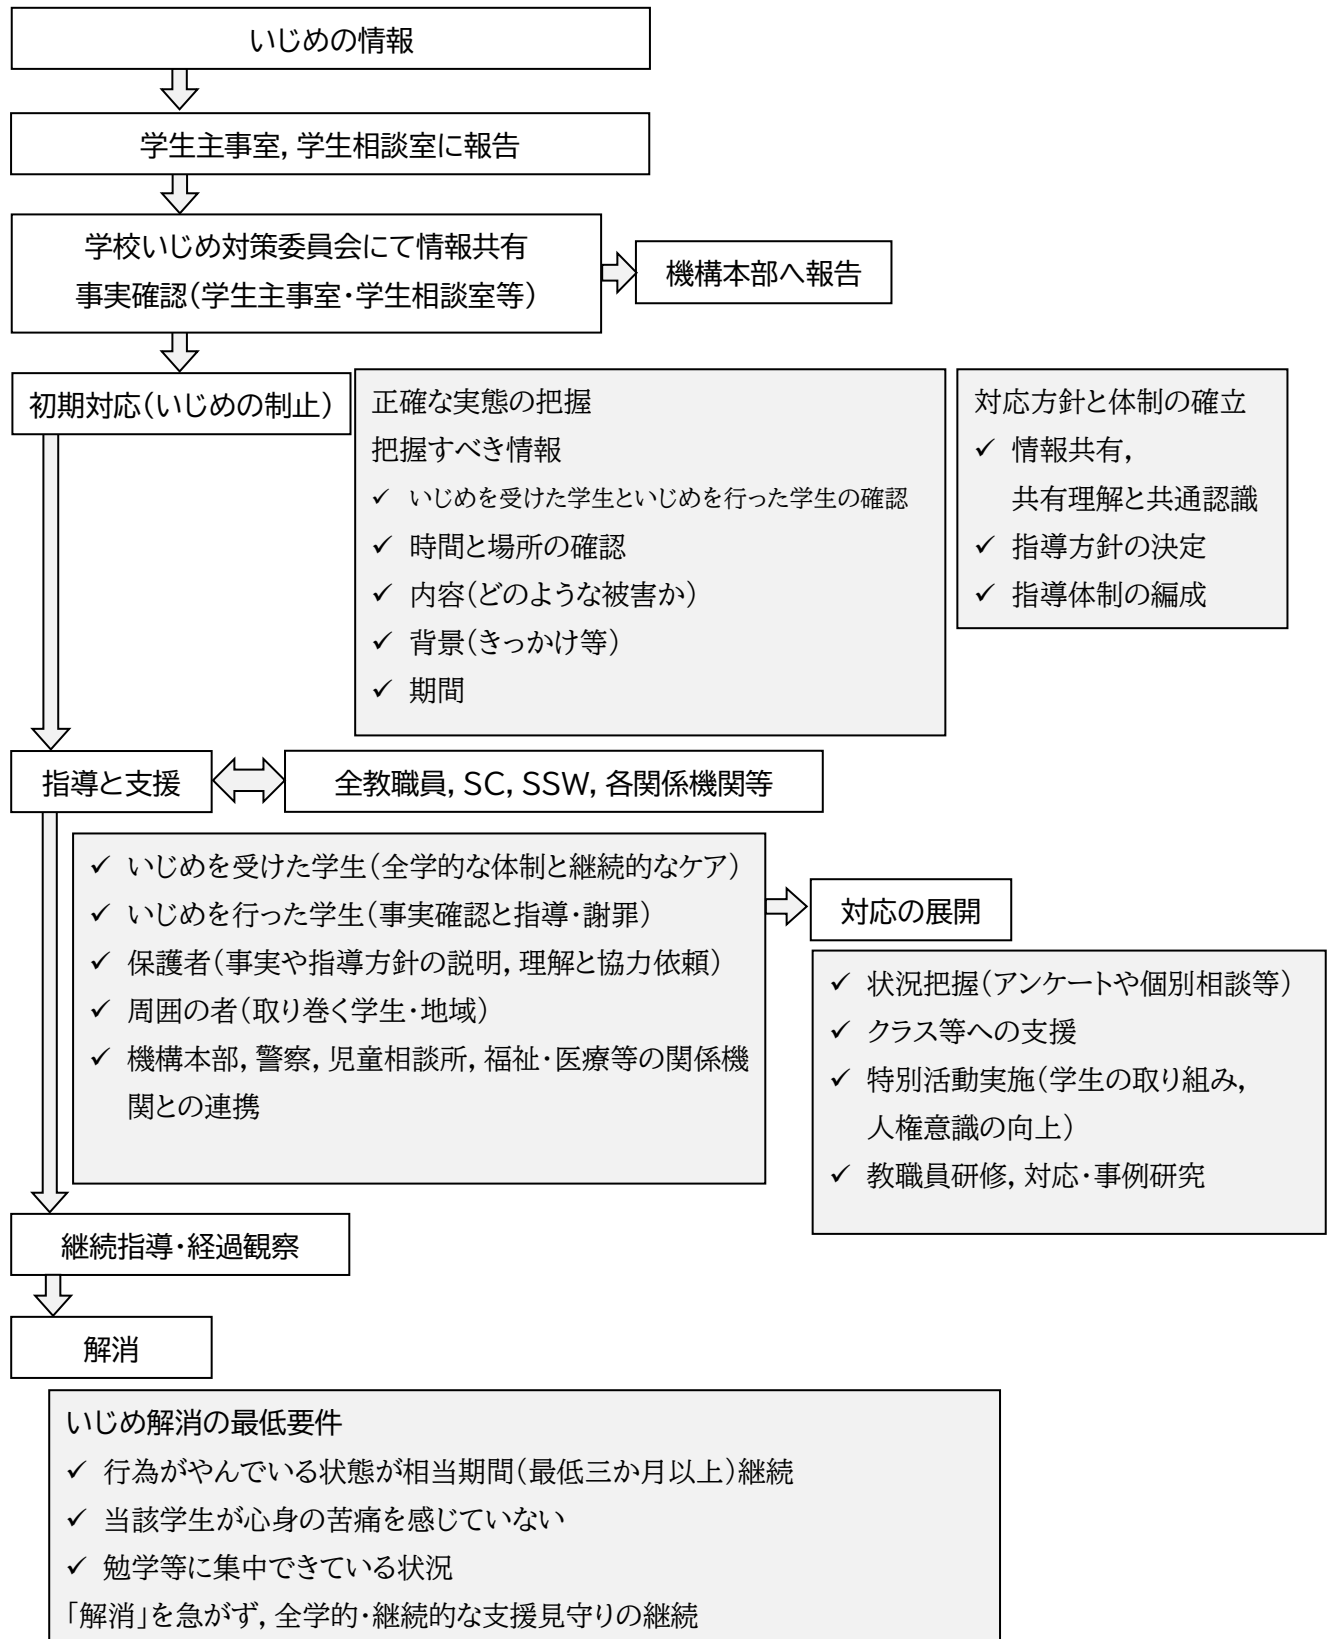 いじめの情報
学生主事室，学生相談室に報告
学校いじめ対策委員会にて情報共有
事実確認（学生主事室・学生相談室等）
機構本部へ報告
初期対応（いじめの制止）
正確な実態の把握
把握すべき情報
✓ いじめを受けた学生といじめを行った学生の確認
✓ 時間と場所の確認
✓ 内容（どのような被害か）
✓ 背景（きっかけ等）
✓ 期間
対応方針と体制の確立
✓ 情報共有，
共有理解と共通認識
✓ 指導方針の決定
✓ 指導体制の編成
指導と支援
全教職員，SC，SSW，各関係機関等
✓ いじめを受けた学生（全学的な体制と継続的なケア）
✓ いじめを行った学生（事実確認と指導・謝罪）
✓ 保護者（事実や指導方針の説明，理解と協力依頼）
✓ 周囲の者（取り巻く学生・地域）
✓ 機構本部，警察，児童相談所，福祉・医療等の関係機
関との連携
対応の展開
✓ 状況把握（アンケートや個別相談等）
✓ クラス等への支援
✓ 特別活動実施（学生の取り組み，
人権意識の向上）
✓ 教職員研修，対応・事例研究
継続指導・経過観察
解消
いじめ解消の最低要件
✓ 行為がやんでいる状態が相当期間（最低三か月以上）継続
✓ 当該学生が心身の苦痛を感じていない
✓ 勉学等に集中できている状況
「解消」を急がず，全学的・継続的な支援見守りの継続